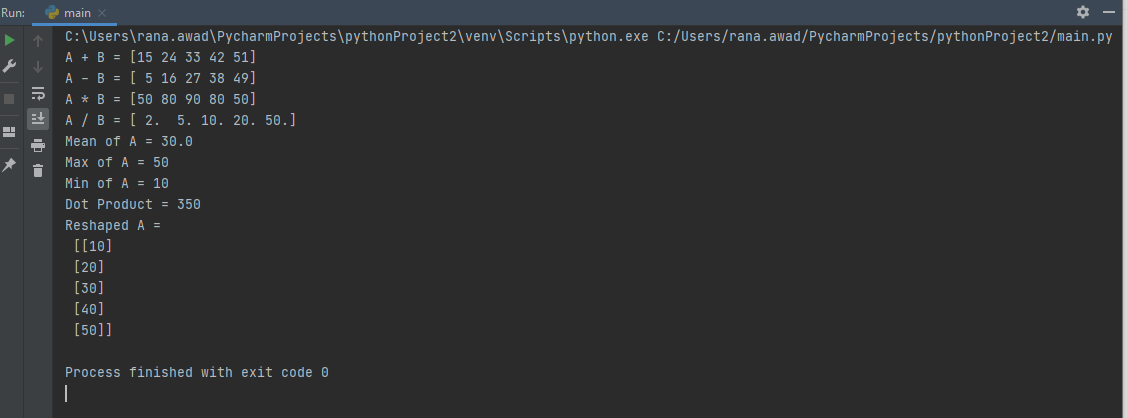 Run: main
C:\Users\rana.awad\PycharmProjects\pythonProject2\venv\Scripts\python.exe C:/Users/rana.awad/PycharmProjects/pythonProject2/main.py
A + B = [15 24 33 42 51]
A - B = [ 5 16 27 38 49]
A * B = [50 80 90 80 50]
A / B = [ 2.  5. 10. 20. 50.]
Mean of A = 30.0
Max of A = 50
Min of A = 10
Dot Product = 350
Reshaped A =
 [[10]
 [20]
 [30]
 [40]
 [50]]
Process finished with exit code 0